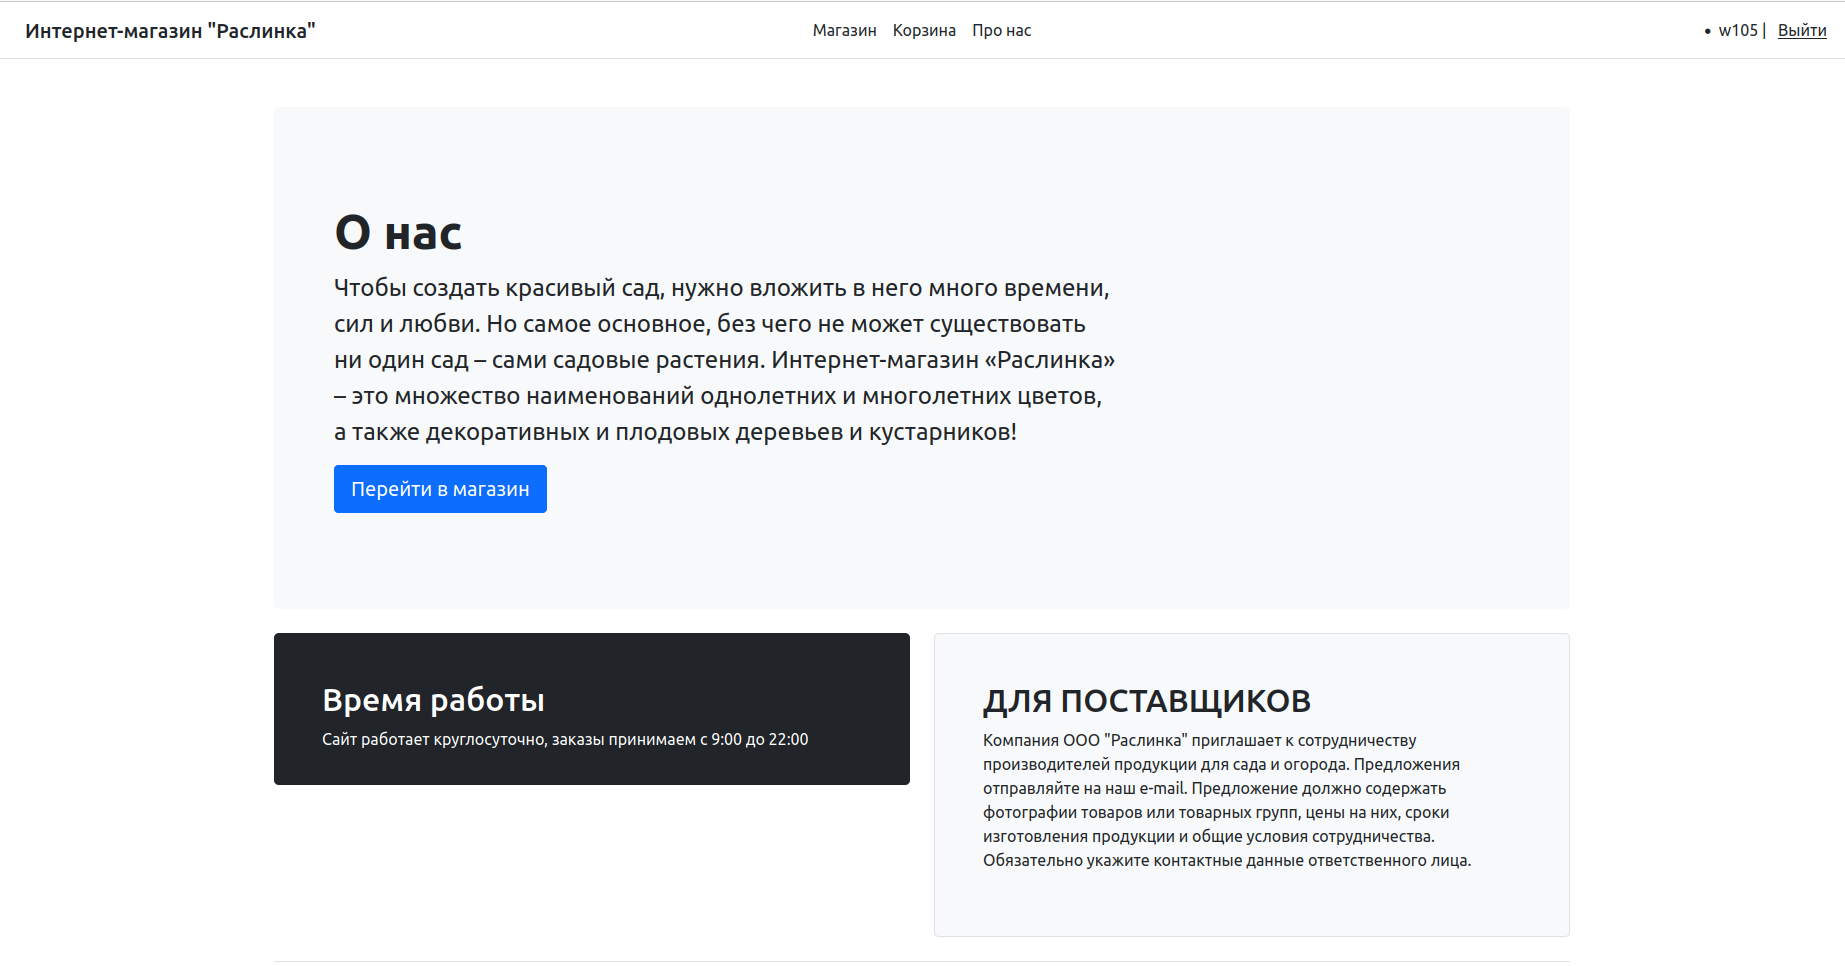 Интернет-магазин "Раслинка"
Магазин Корзина Про нас
• w105 | Выйти
О нас
Чтобы создать красивый сад, нужно вложить в него много времени,
сил и любви. Но самое основное, без чего не может существовать
ни один сад – сами садовые растения. Интернет-магазин «Раслинка»
– это множество наименований однолетних и многолетних цветов,
а также декоративных и плодовых деревьев и кустарников!
Перейти в магазин
Время работы
Сайт работает круглосуточно, заказы принимаем с 9:00 до 22:00
ДЛЯ ПОСТАВЩИКОВ
Компания ООО "Раслинка" приглашает к сотрудничеству
производителей продукции для сада и огорода. Предложения
отправляйте на наш e-mail. Предложение должно содержать
фотографии товаров или товарных групп, цены на них, сроки
изготовления продукции и общие условия сотрудничества.
Обязательно укажите контактные данные ответственного лица.